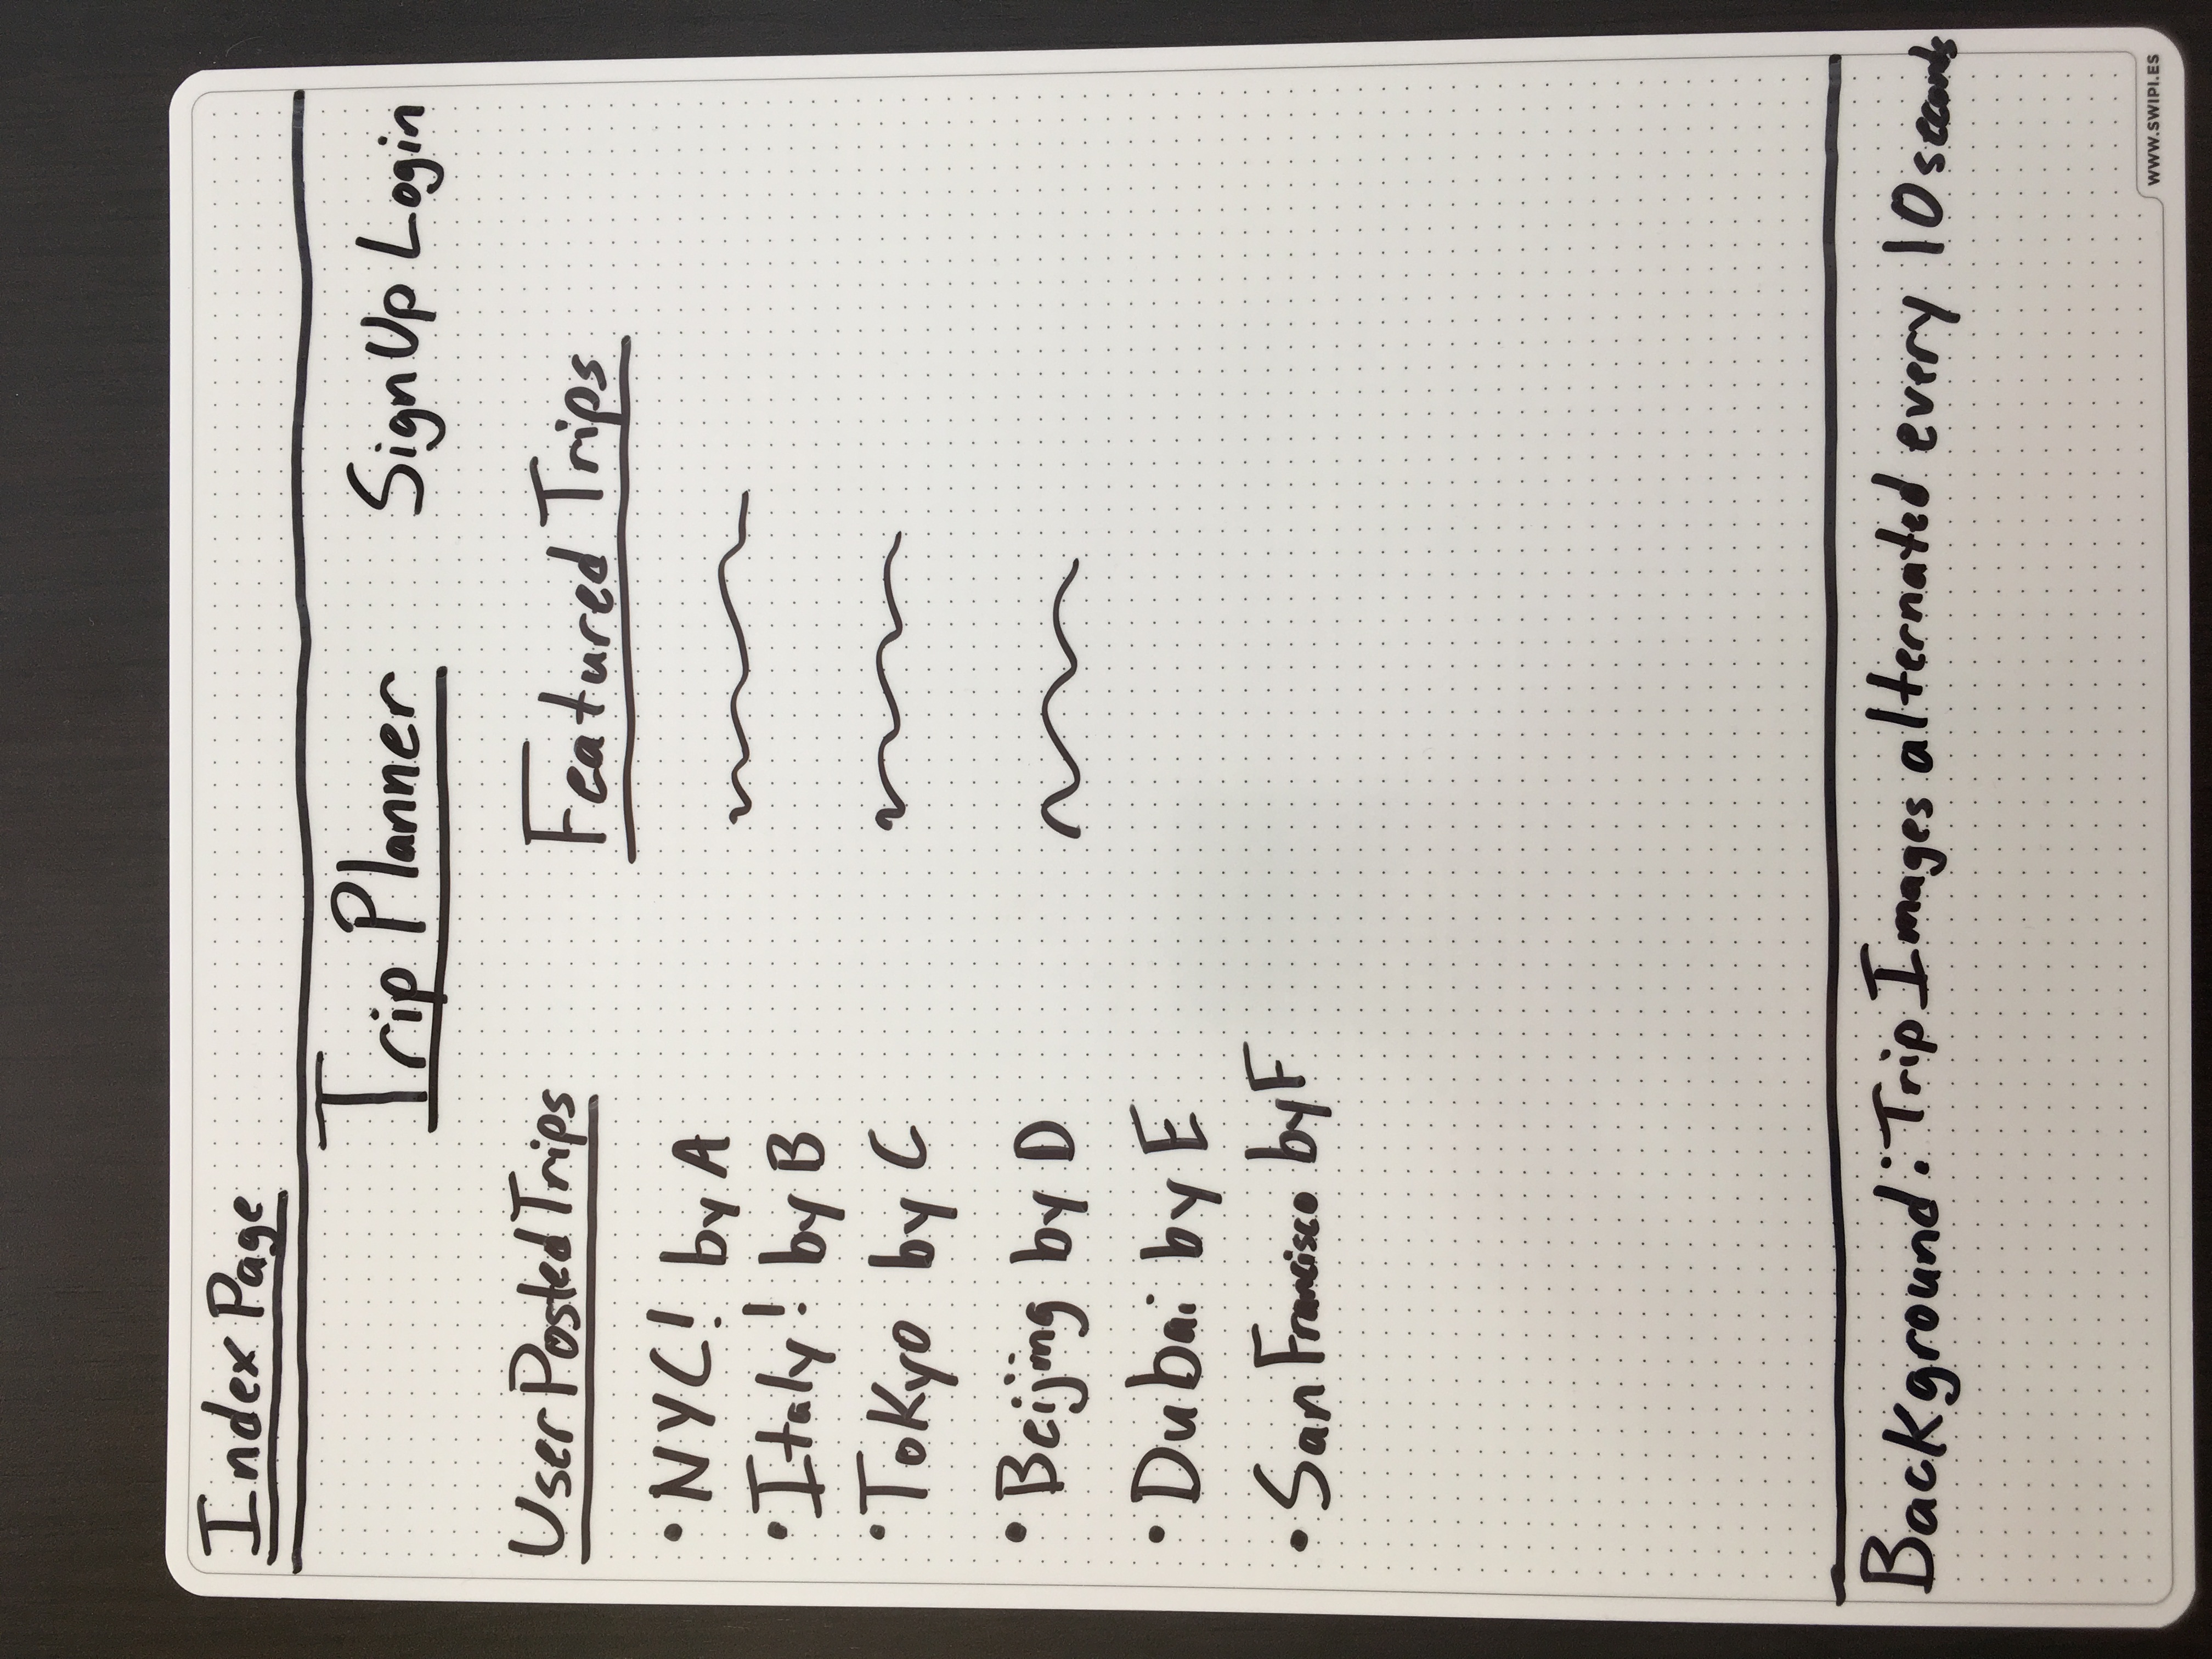 Index Page
Trip Planner
Sign Up Login
User Posted Trips
• NYC! by A
• Italy! by B
• Tokyo by C
• Beijing by D
• Dubai by E
• San Francisco by F
Featured Trips
Background: Trip Images alternated every 10 seconds
WWW.SWIPI.ES